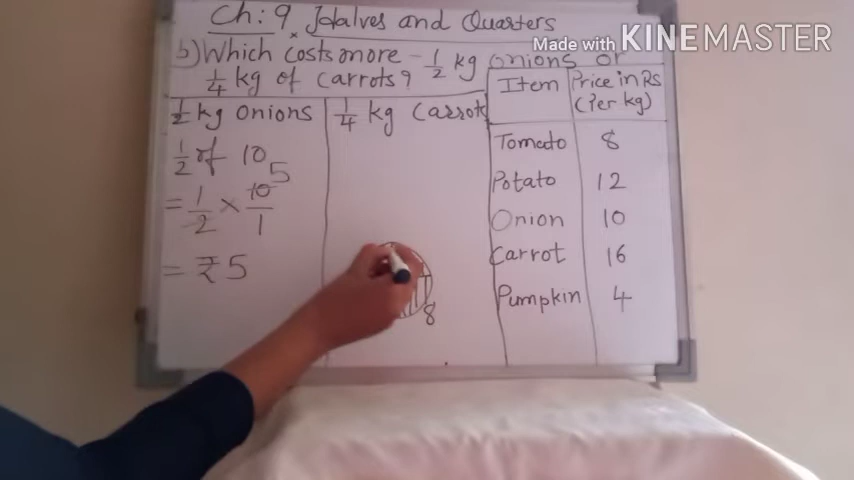 Ch: 9 Halves and Quarters
Made with KINEMASTER
b) Which costs more - 1/2 kg onions or
1/4 kg of carrots?
1/2 kg onions
1/2 of 10
= 1/2 × 10/1 5
= ₹5
1/4 kg Carrot
8
Item Price in Rs
(Per kg)
Tomato 8
Potato 12
Onion 10
Carrot 16
Pumpkin 4